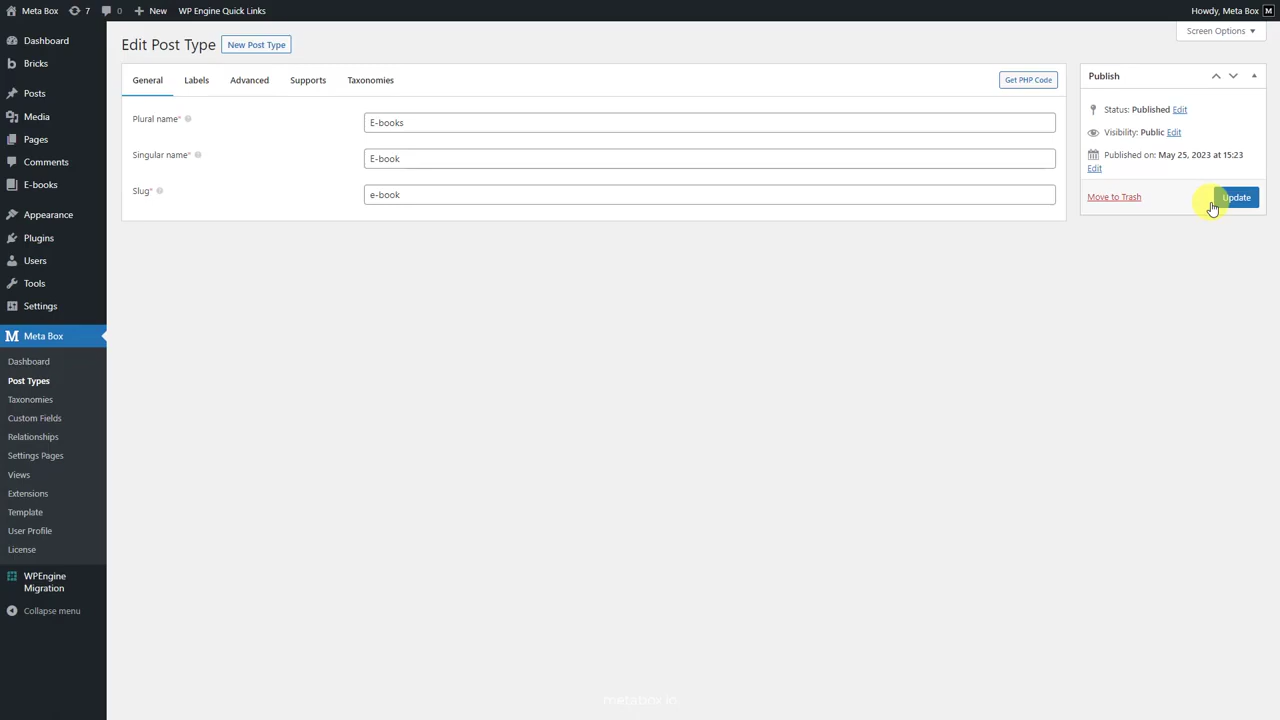 Meta Box
7
0
New
WP Engine Quick Links
Howdy, Meta Box
M
Screen Options
Dashboard
Bricks
Posts
Media
Pages
Comments
E-books
Appearance
Plugins
Users
Tools
Settings
M
Meta Box
Dashboard
Post Types
Taxonomies
Custom Fields
Relationships
Settings Pages
Views
Extensions
Template
User Profile
License
WPEngine
Migration
Collapse menu
Edit Post Type
New Post Type
General
Labels
Advanced
Supports
Taxonomies
Get PHP Code
Plural name*
E-books
Singular name*
E-book
Slug*
e-book
Publish
Status: Published Edit
Visibility: Public Edit
Published on: May 25, 2023 at 15:23
Edit
Move to Trash
Update
metabox.io